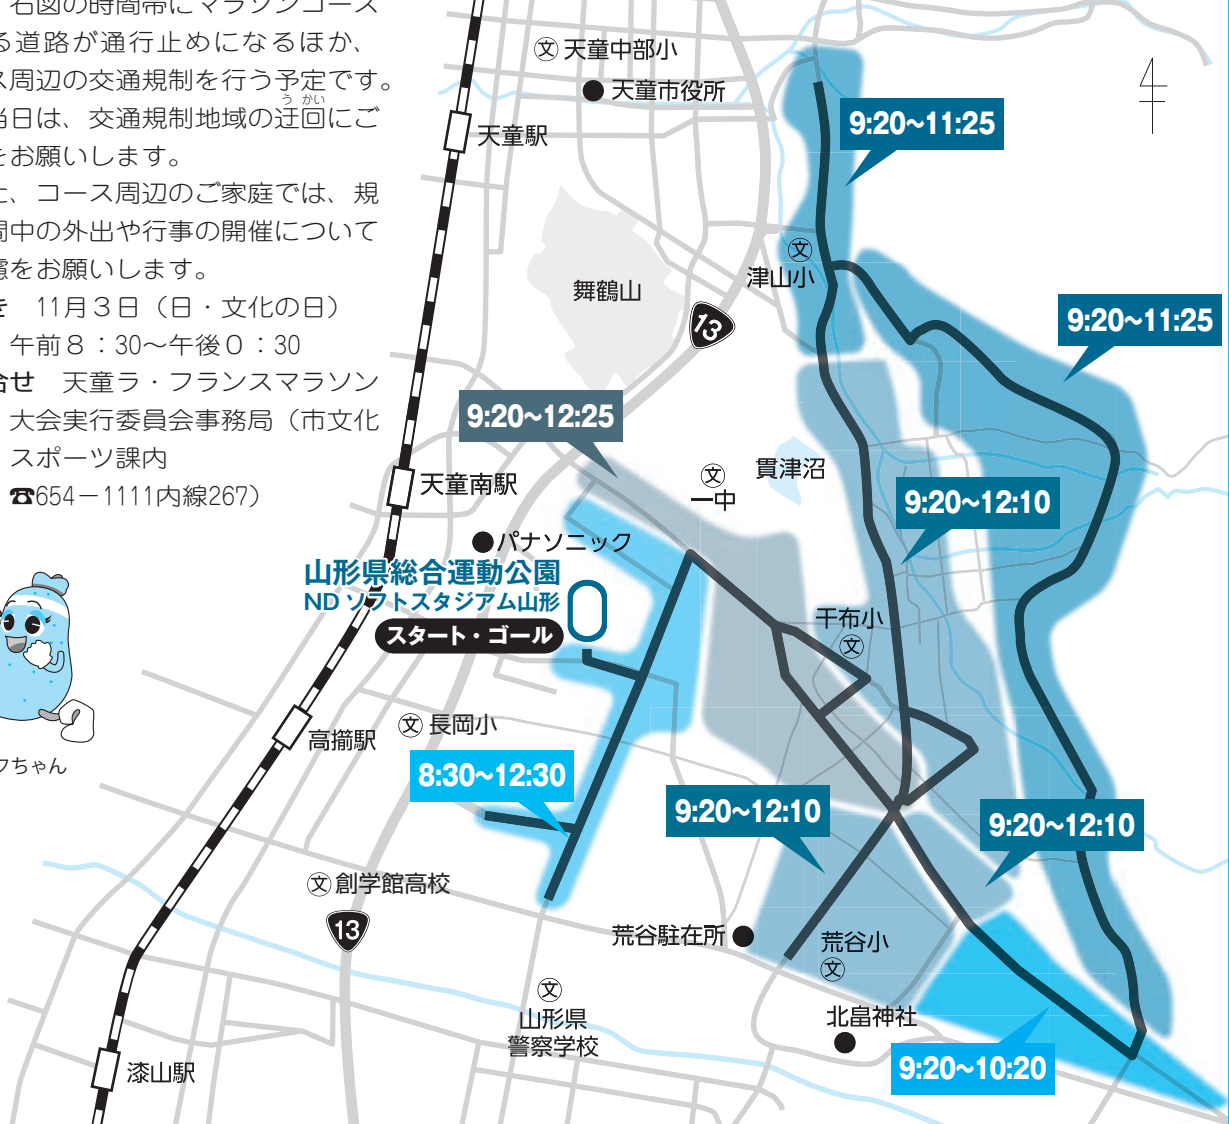 右図の時間帯にマラソンコース
る道路が通行止めになるほか、
ス周辺の交通規制を行う予定です。
当日は、交通規制地域の迂回にご
うかい
をお願いします。
た、コース周辺のご家庭では、規
間中の外出や行事の開催について
慮をお願いします。
き 11月3日（日・文化の日）
午前8：30〜午後0：30
合せ 天童ラ・フランスマラソン
大会実行委員会事務局（市文化
スポーツ課内
☎654－1111内線267）
フちゃん
文 天童中部小
天童市役所
天童駅
9:20~11:25
文
津山小
舞鶴山
13
9:20~11:25
9:20~12:25
文
一中
貫津沼
天童南駅
9:20~12:10
パナソニック
山形県総合運動公園
ND ソフトスタジアム山形
スタート・ゴール
干布小
文
高擶駅
文 長岡小
8:30~12:30
9:20~12:10
9:20~12:10
文 創学館高校
13
荒谷駐在所
荒谷小
文
文
山形県
警察学校
北畠神社
9:20~10:20
漆山駅